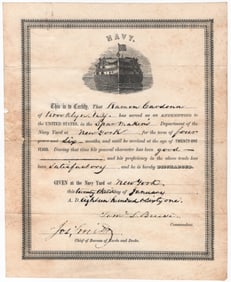 NAVY.
This is to Certify, That Ramon Cardona
of Brooklyn N.Y. has served as an APPRENTICE to
the UNITED STATES, in the Spar Makers Department of the
Navy Yard at New York for the term of four
years and six months, and until he arrived at the age of TWENTY-ONE
YEARS. During that time his general character has been good
and his proficiency in the above trade has
been satisfactory and he is hereby DISCHARGED.
GIVEN at the Navy Yard at New York,
this twenty third day of January
A. D. eighteen hundred & sixty one.
Commandant.
Jos. Smith
Chief of Bureau of Yards and Docks.